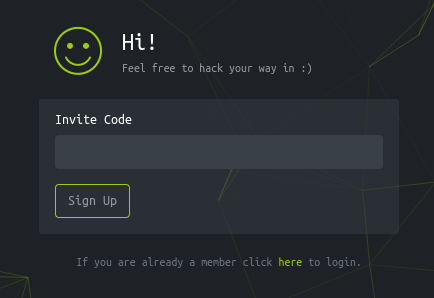 Hi!
Feel free to hack your way in :)
Invite Code
Sign Up
If you are already a member click here to login.